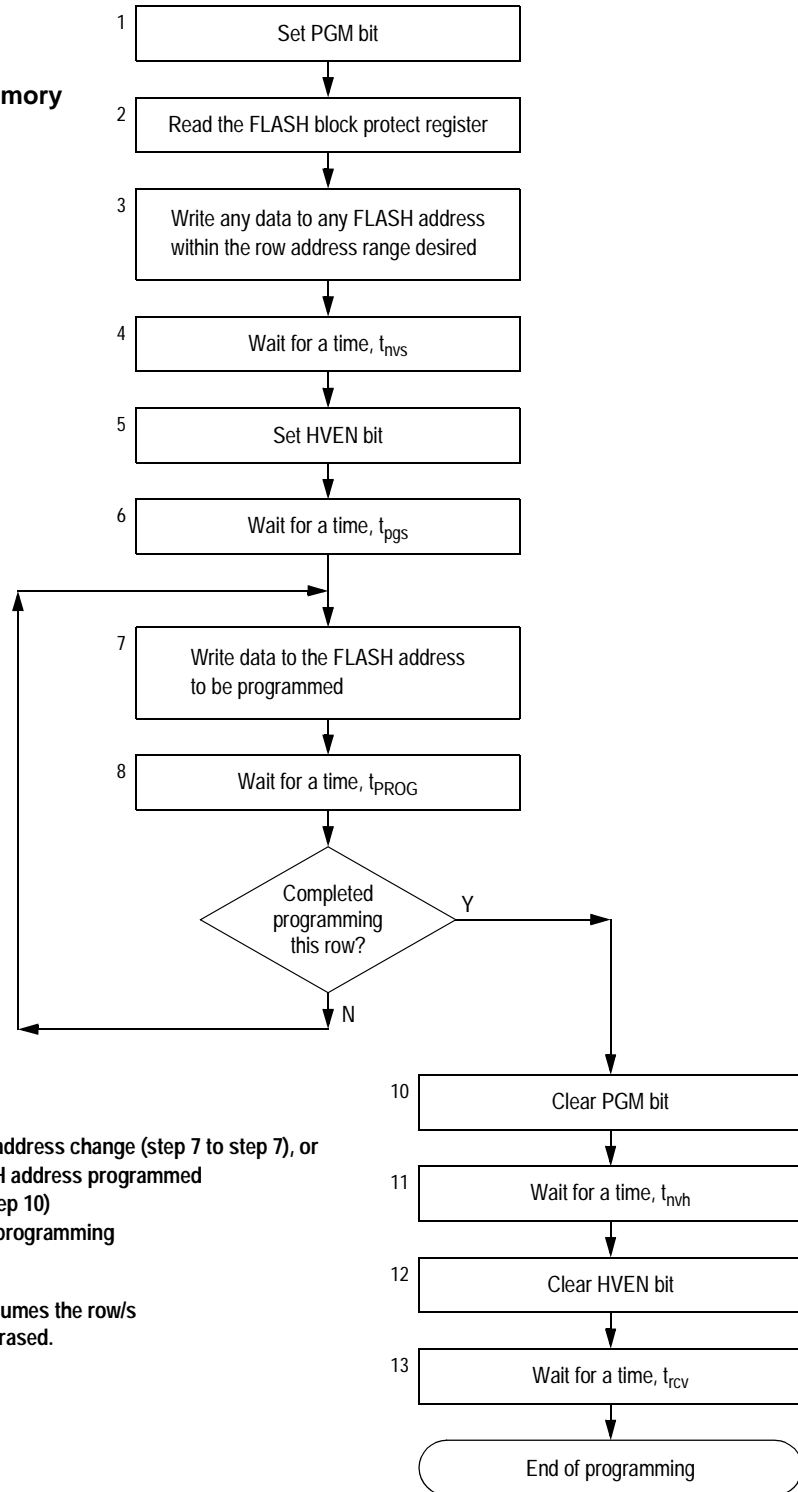 1
Set PGM bit
mory
2
Read the FLASH block protect register
3
Write any data to any FLASH address
within the row address range desired
4
Wait for a time, tnvs
5
Set HVEN bit
6
Wait for a time, tpgs
7
Write data to the FLASH address
to be programmed
8
Wait for a time, tPROG
Completed
programming
this row?
Y
N
10
Clear PGM bit
address change (step 7 to step 7), or
H address programmed
ep 10)
programming
11
Wait for a time, tnvh
12
Clear HVEN bit
umes the row/s
rased.
13
Wait for a time, trcv
End of programming